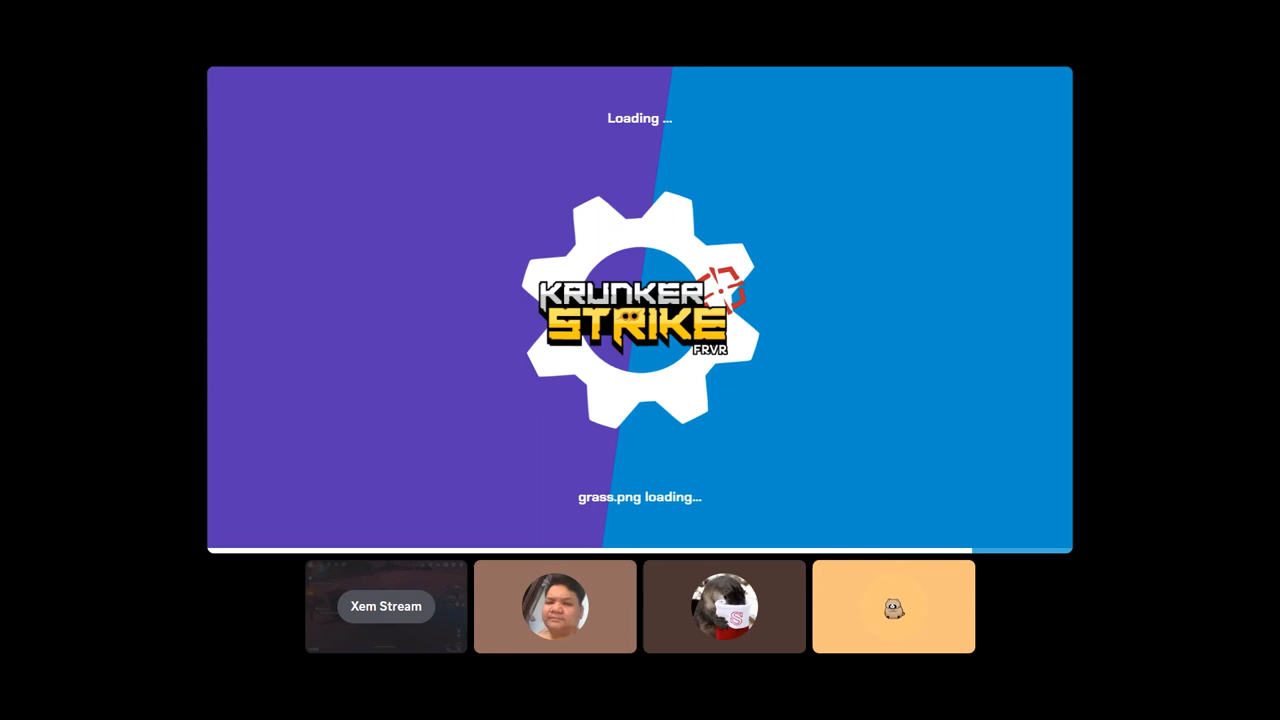 Loading ...
KRUNKER
STRIKE
FRVR
grass.png loading...
Xem Stream
S